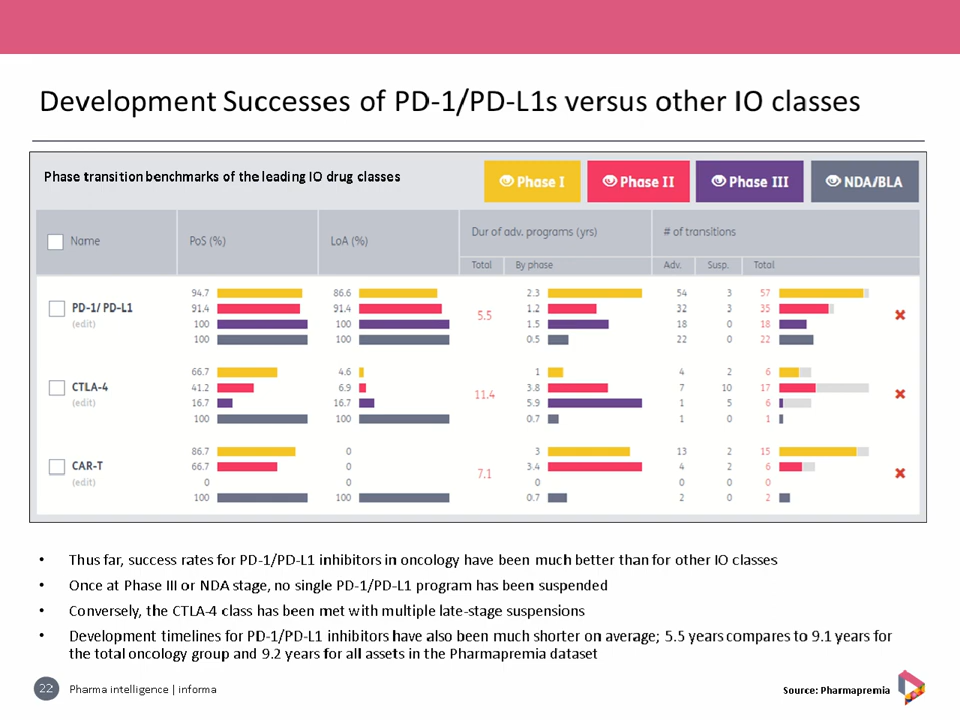 Development Successes of PD-1/PD-L1s versus other IO classes
Phase transition benchmarks of the leading IO drug classes
Phase I
Phase II
Phase III
NDA/BLA
Name
PoS (%)
LoA (%)
Dur of adv. programs (yrs)
# of transitions
Total
By phase
Adv.
Susp.
Total
PD-1/ PD-L1
(edit)
94.7 86.6 2.3 54 3 57
91.4 91.4 1.2 32 3 35
5.5
100 100 1.5 18 0 18
100 100 0.5 22 0 22
CTLA-4
(edit)
66.7 4.6 1 4 2 6
41.2 6.9 3.8 7 10 17
11.4
16.7 16.7 5.9 1 5 6
100 100 0.7 1 0 1
CAR-T
(edit)
86.7 0 3 13 2 15
66.7 0 3.4 4 2 6
7.1
0 0 0 0 0 0
100 100 0.7 2 0 2
• Thus far, success rates for PD-1/PD-L1 inhibitors in oncology have been much better than for other IO classes
• Once at Phase III or NDA stage, no single PD-1/PD-L1 program has been suspended
• Conversely, the CTLA-4 class has been met with multiple late-stage suspensions
• Development timelines for PD-1/PD-L1 inhibitors have also been much shorter on average; 5.5 years compares to 9.1 years for
the total oncology group and 9.2 years for all assets in the Pharmapremia dataset
22
Pharma intelligence | informa
Source: Pharmapremia